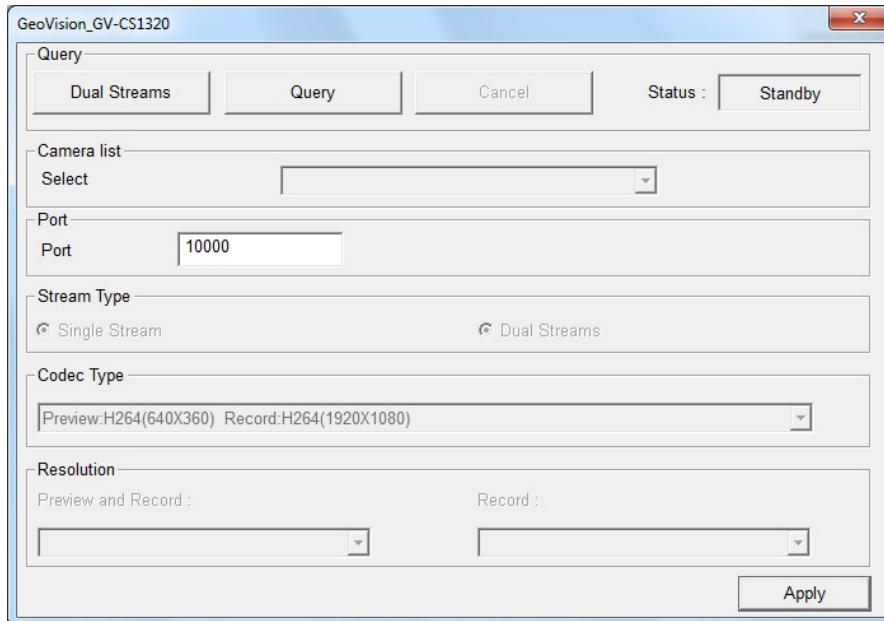 GeoVision_GV-CS1320
Query
Dual Streams Query Cancel Status : Standby
Camera list
Select
Port
Port 10000
Stream Type
Single Stream Dual Streams
Codec Type
Preview:H264(640X360) Record:H264(1920X1080)
Resolution
Preview and Record : Record :
Apply